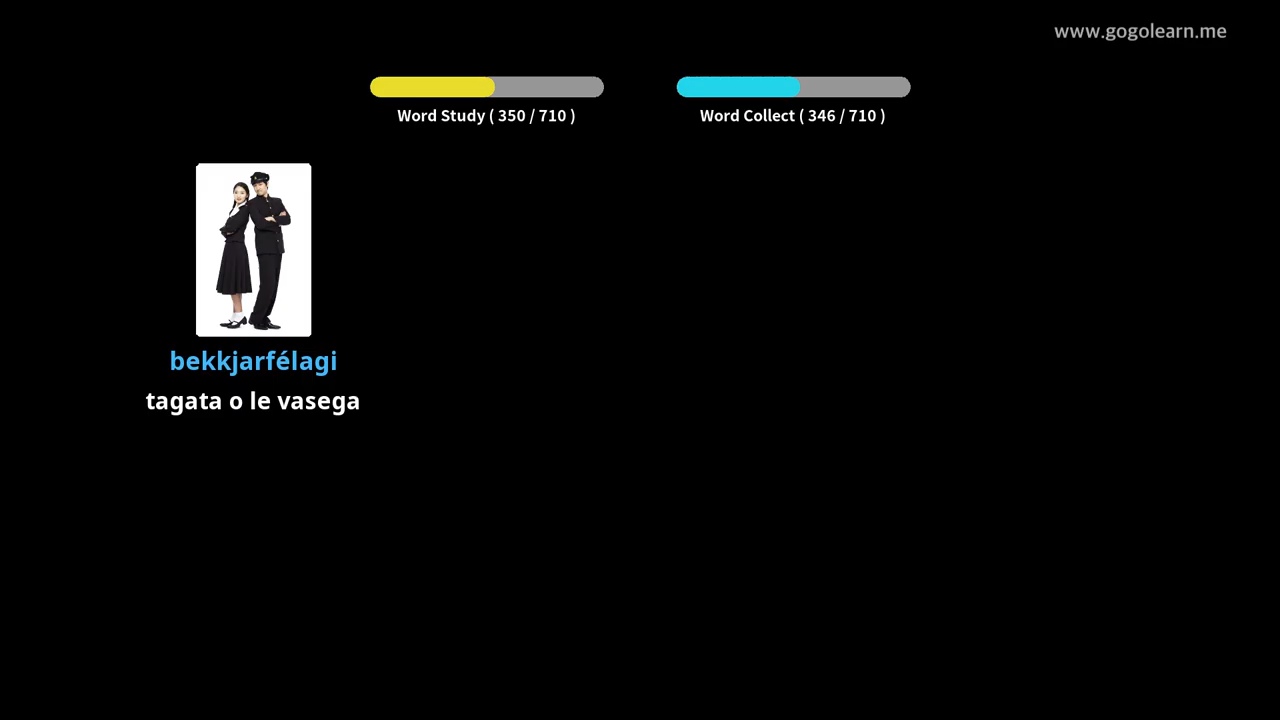 www.gogolearn.me
Word Study ( 350 / 710 )
Word Collect ( 346 / 710 )
bekkjarfélagi
tagata o le vasega